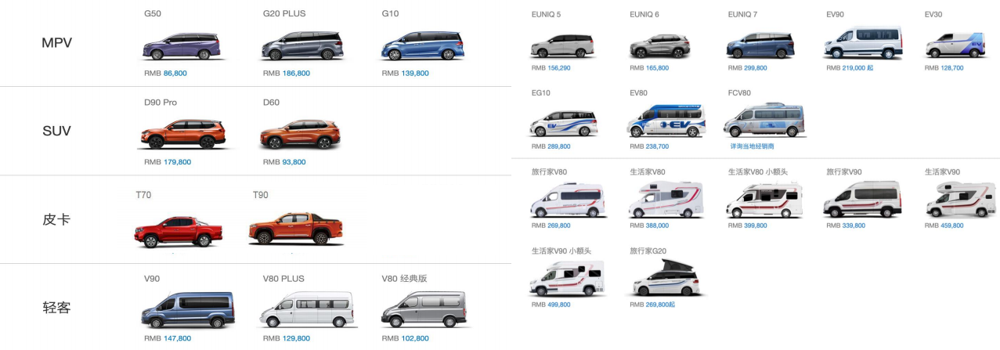 MPV
G50
G20 PLUS
G10
RMB 86,800
RMB 186,800
RMB 139,800
SUV
D90 Pro
D60
RMB 179,800
RMB 93,800
皮卡
T70
T90
轻客
V90
V80 PLUS
V80 经典版
RMB 147,800
RMB 129,800
RMB 102,800
EUNIQ 5
EUNIQ 6
EUNIQ 7
EV90
EV30
EV
RMB 156,290
RMB 165,800
RMB 299,800
RMB 219,000 起
RMB 128,700
EG10
EV80
FCV80
EV
EV
RMB 289,800
RMB 238,700
详询当地经销商
旅行家V80
生活家V80
生活家V80 小额头
旅行家V90
生活家V90
RMB 269,800
RMB 388,000
RMB 399,800
RMB 339,800
RMB 459,800
生活家V90 小额头
旅行家G20
RMB 499,800
RMB 269,800起